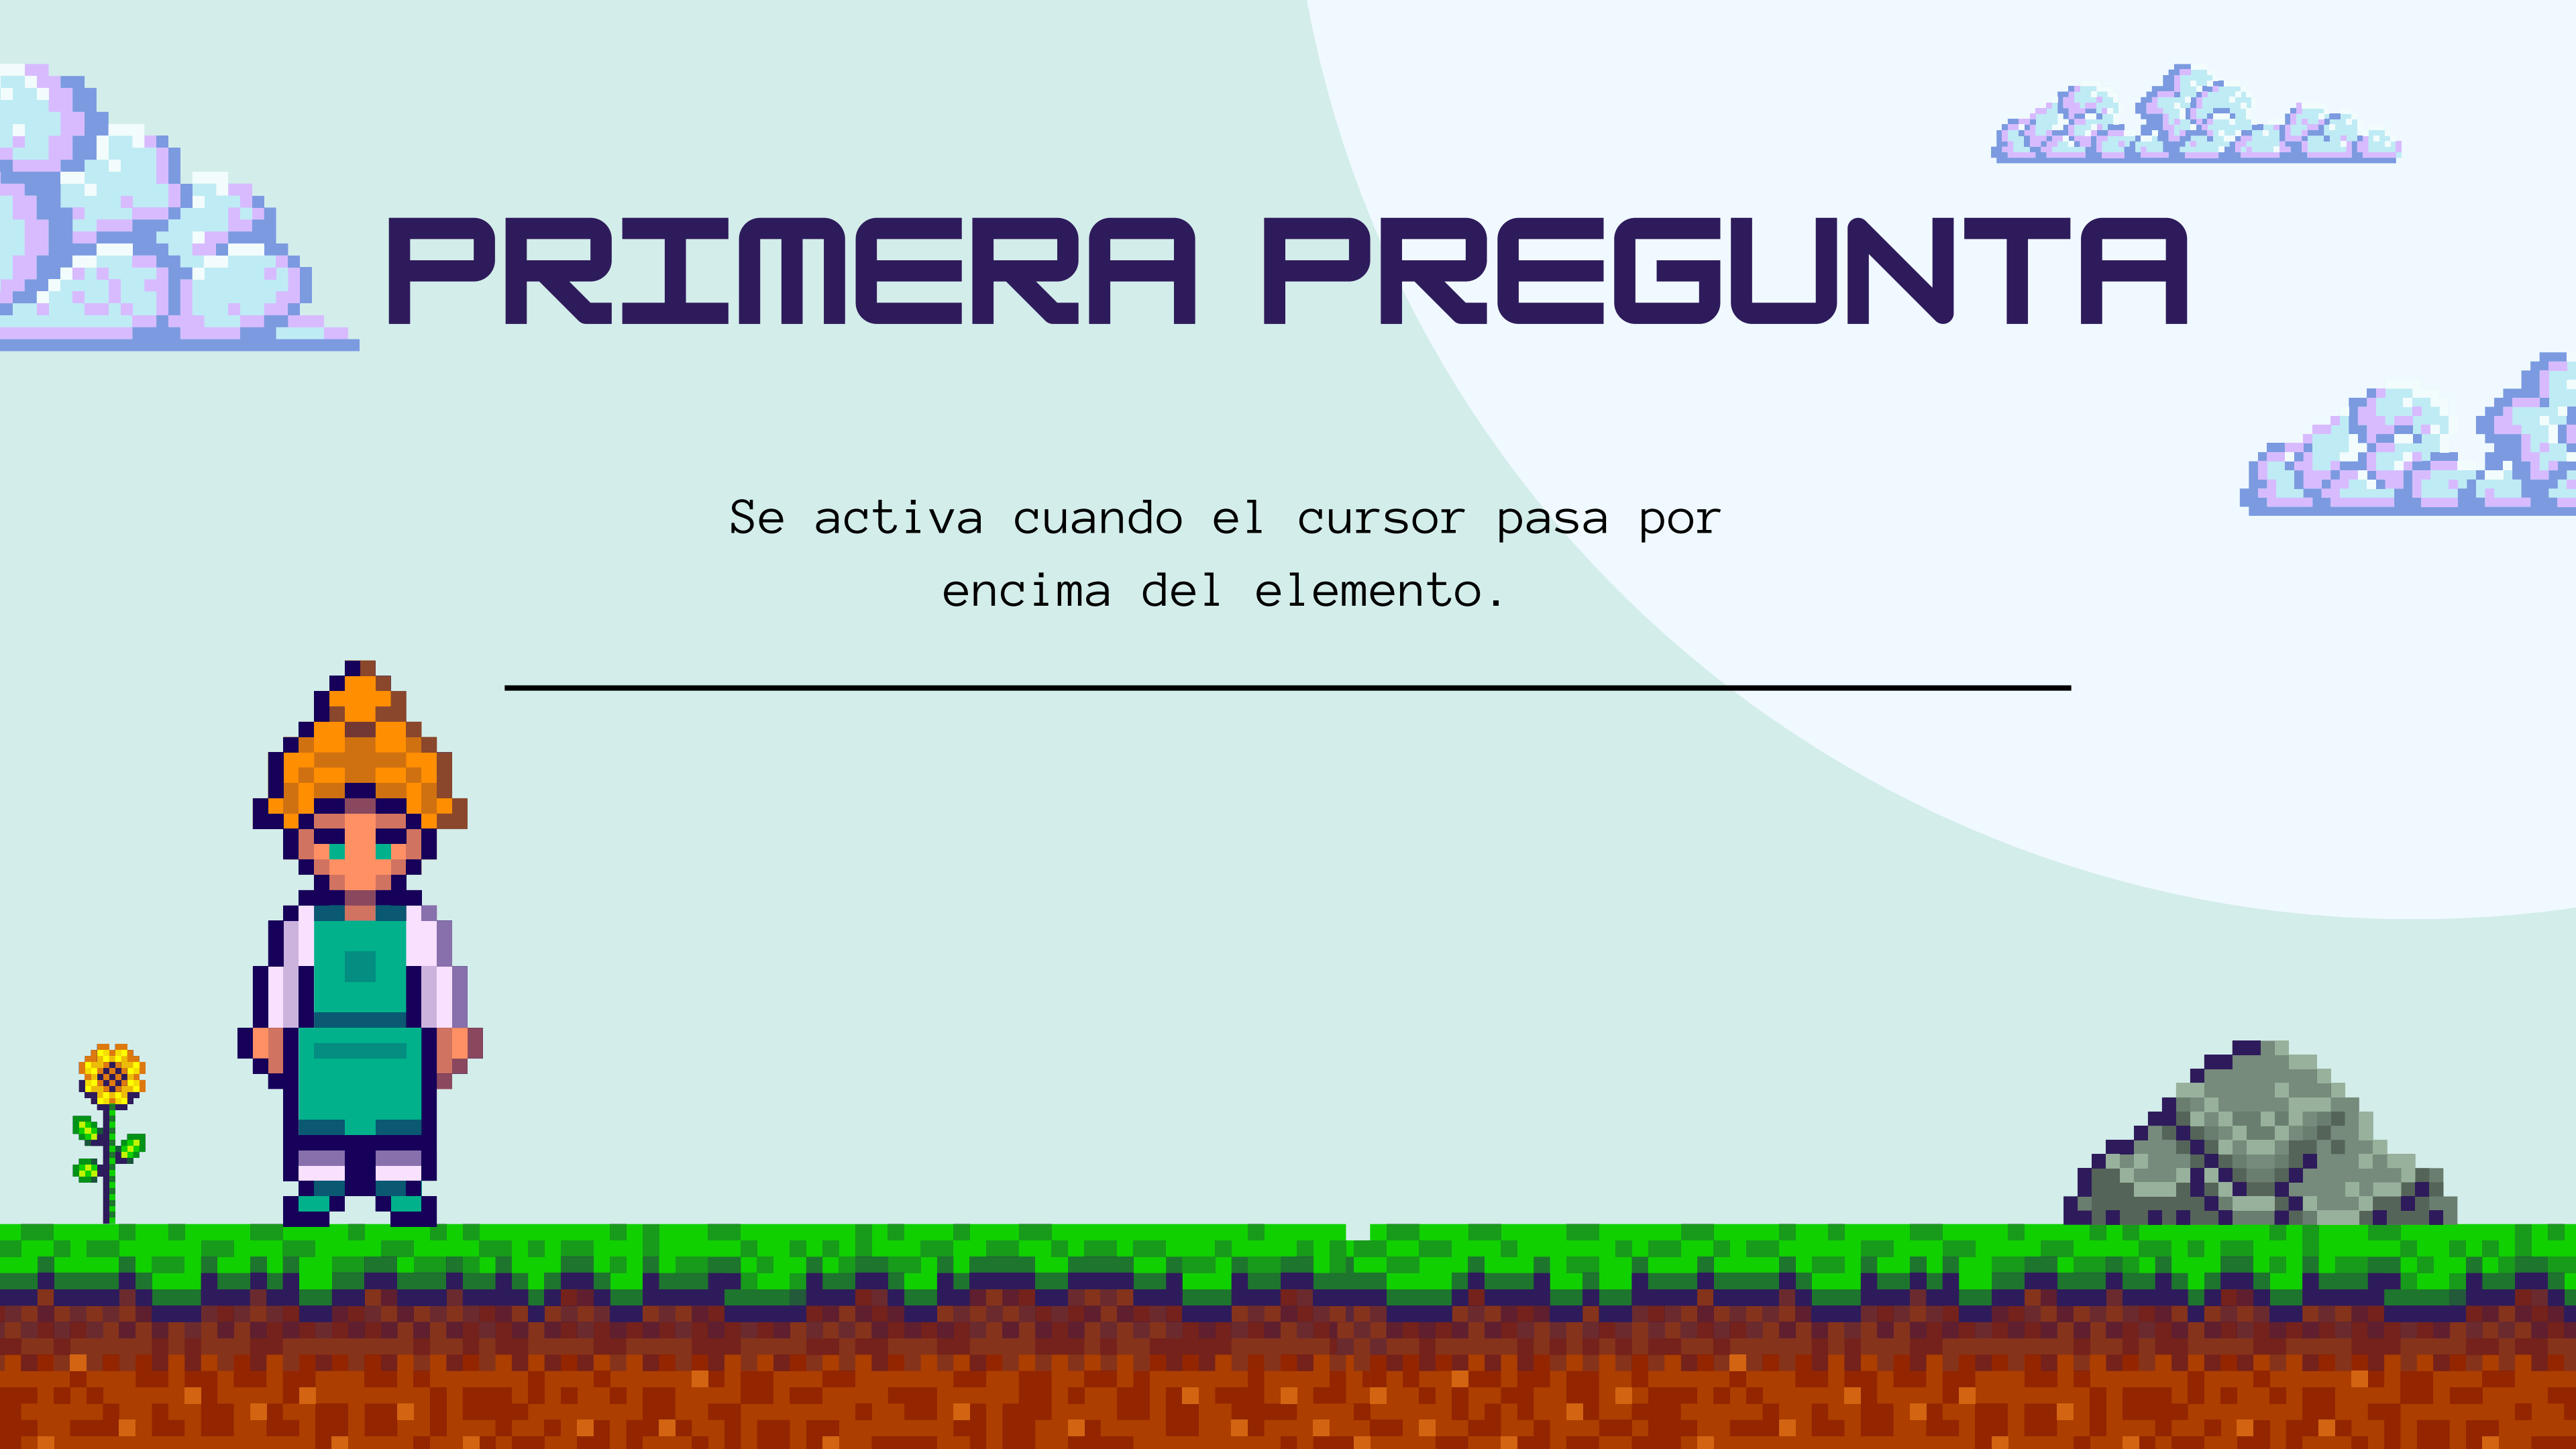 PRIMERA PREGUNTA
Se activa cuando el cursor pasa por
encima del elemento.